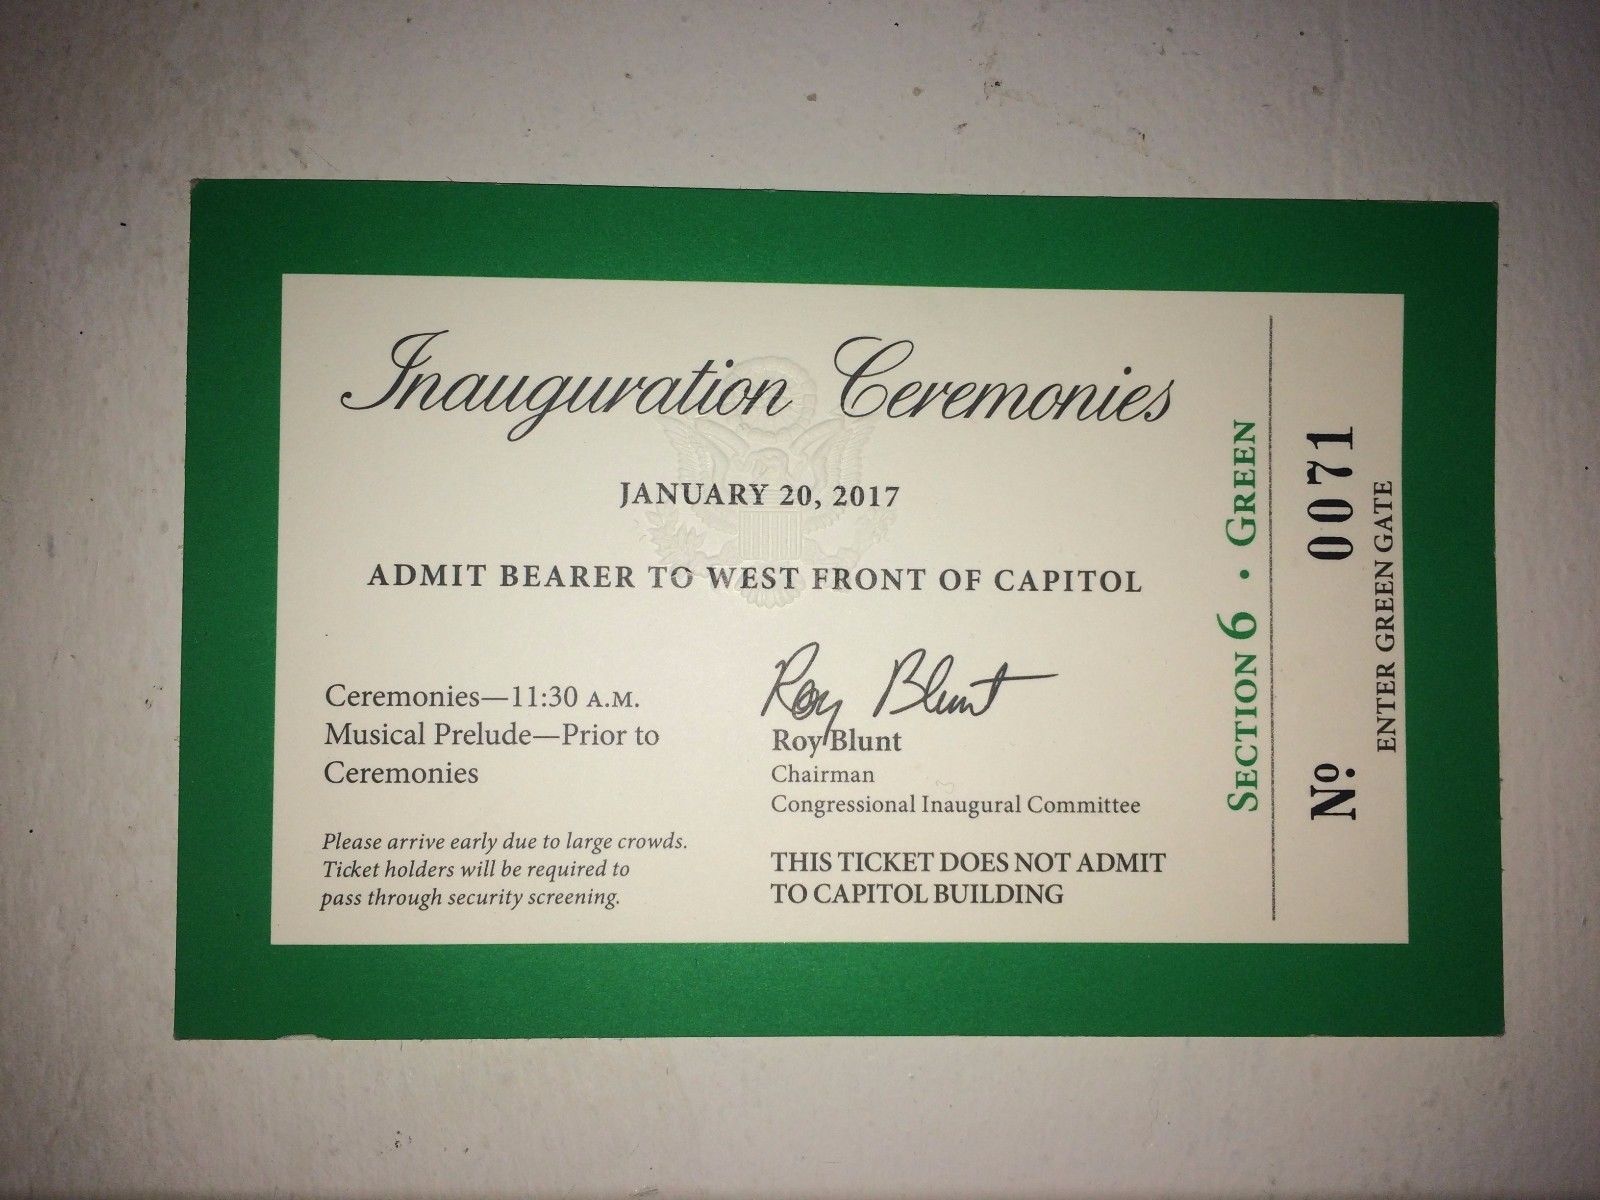 Inauguration Ceremonies
JANUARY 20, 2017
ADMIT BEARER TO WEST FRONT OF CAPITOL
Ceremonies—11:30 A.M.
Musical Prelude—Prior to
Ceremonies
Please arrive early due to large crowds.
Ticket holders will be required to
pass through security screening.
Roy Blunt
Roy Blunt
Chairman
Congressional Inaugural Committee
THIS TICKET DOES NOT ADMIT
TO CAPITOL BUILDING
SECTION 6 · GREEN
Nº. 0071
ENTER GREEN GATE